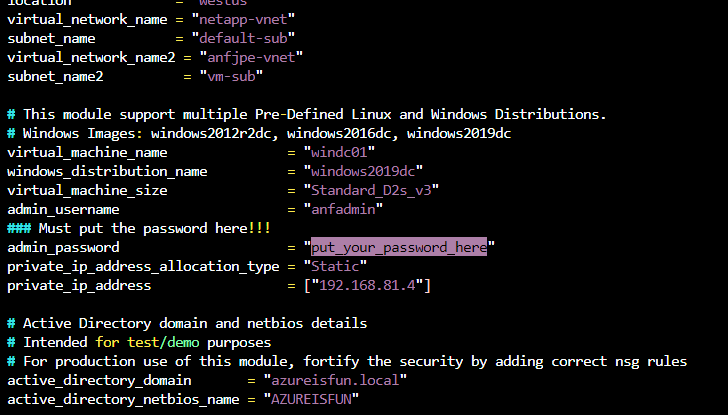 location = "westus"
virtual_network_name = "netapp-vnet"
subnet_name = "default-sub"
virtual_network_name2 = "anfjpe-vnet"
subnet_name2 = "vm-sub"
# This module support multiple Pre-Defined Linux and Windows Distributions.
# Windows Images: windows2012r2dc, windows2016dc, windows2019dc
virtual_machine_name = "windc01"
windows_distribution_name = "windows2019dc"
virtual_machine_size = "Standard_D2s_v3"
admin_username = "anfadmin"
### Must put the password here!!!
admin_password = "put_your_password_here"
private_ip_address_allocation_type = "Static"
private_ip_address = ["192.168.81.4"]
# Active Directory domain and netbios details
# Intended for test/demo purposes
# For production use of this module, fortify the security by adding correct nsg rules
active_directory_domain = "azureisfun.local"
active_directory_netbios_name = "AZUREISFUN"